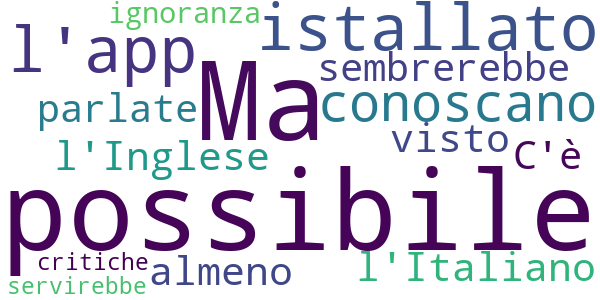 ignoranza
l'app
istallato
Ma
sembrerebbe
parlate
conoscano
l'Inglese
visto
C'è
possibile
critiche
almeno
l'Italiano
servirebbe